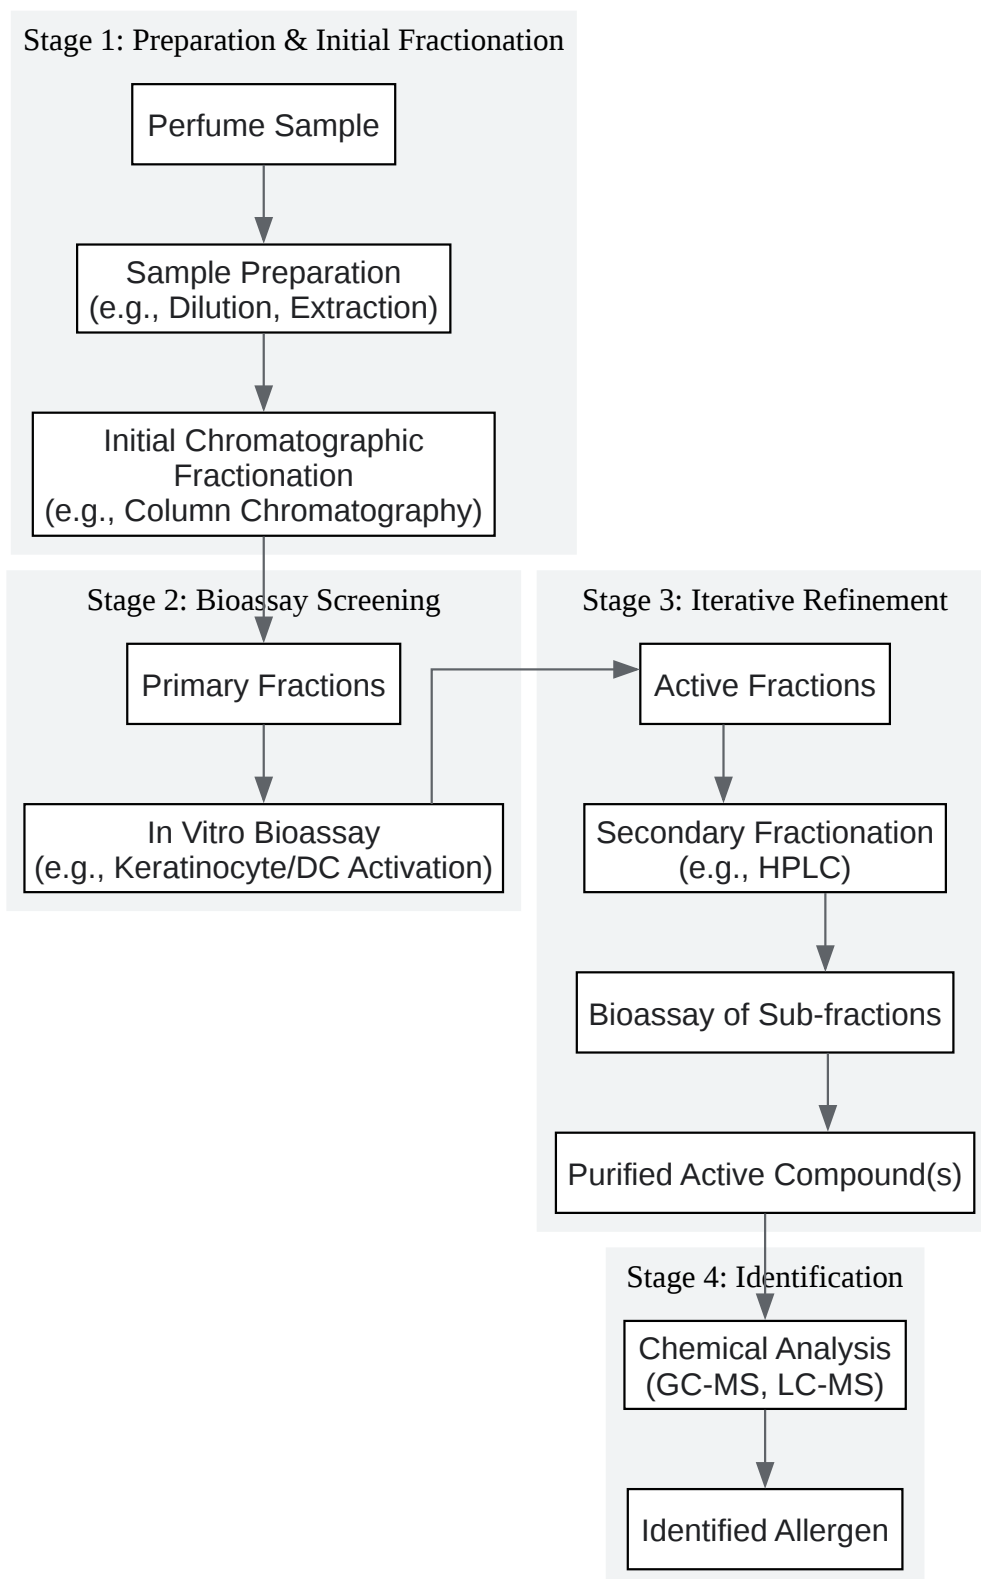 Stage 1: Preparation & Initial Fractionation
Perfume Sample
Sample Preparation
(e.g., Dilution, Extraction)
Initial Chromatographic
Fractionation
(e.g., Column Chromatography)
Stage 2: Bioassay Screening
Primary Fractions
In Vitro Bioassay
(e.g., Keratinocyte/DC Activation)
Stage 3: Iterative Refinement
Active Fractions
Secondary Fractionation
(e.g., HPLC)
Bioassay of Sub-fractions
Purified Active Compound(s)
Stage 4: Identification
Chemical Analysis
(GC-MS, LC-MS)
Identified Allergen